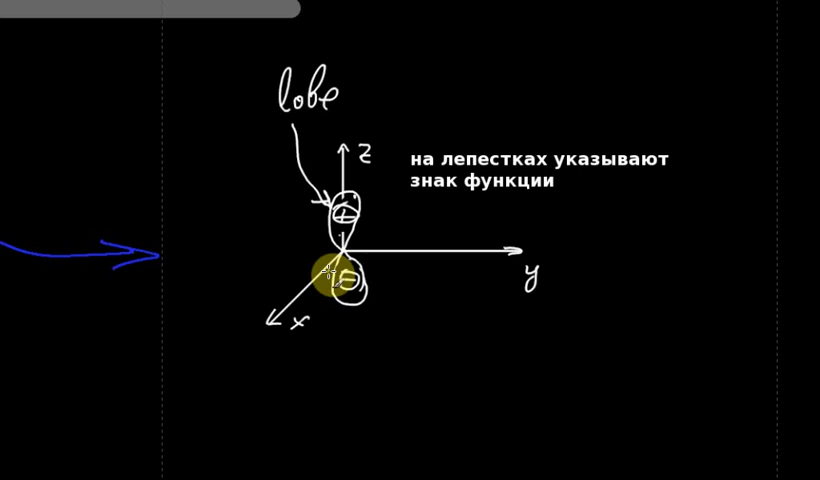 lobe
z
на лепестках указывают
знак функции
+
−
y
x